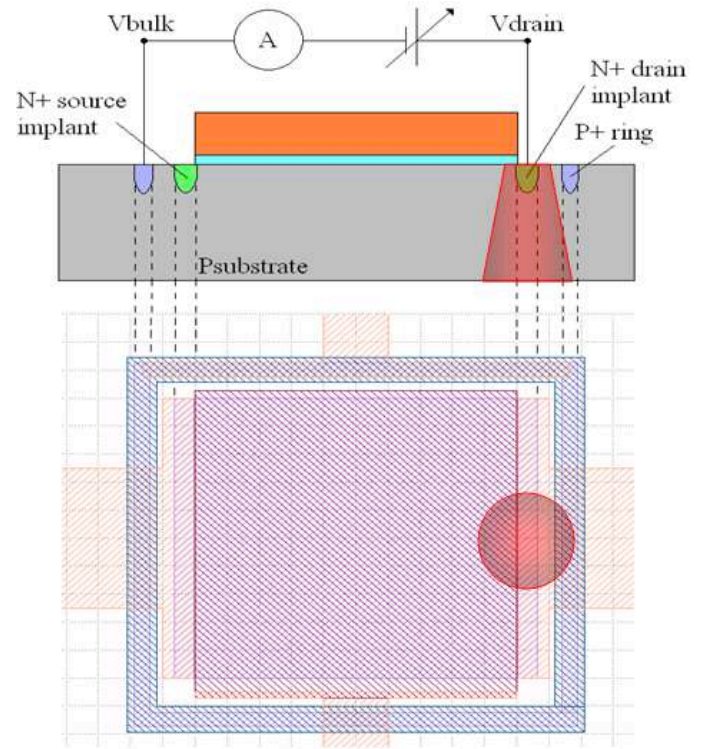 Vbulk
A
Vdrain
N+ source
implant
N+ drain
implant
P+ ring
Psubstrate